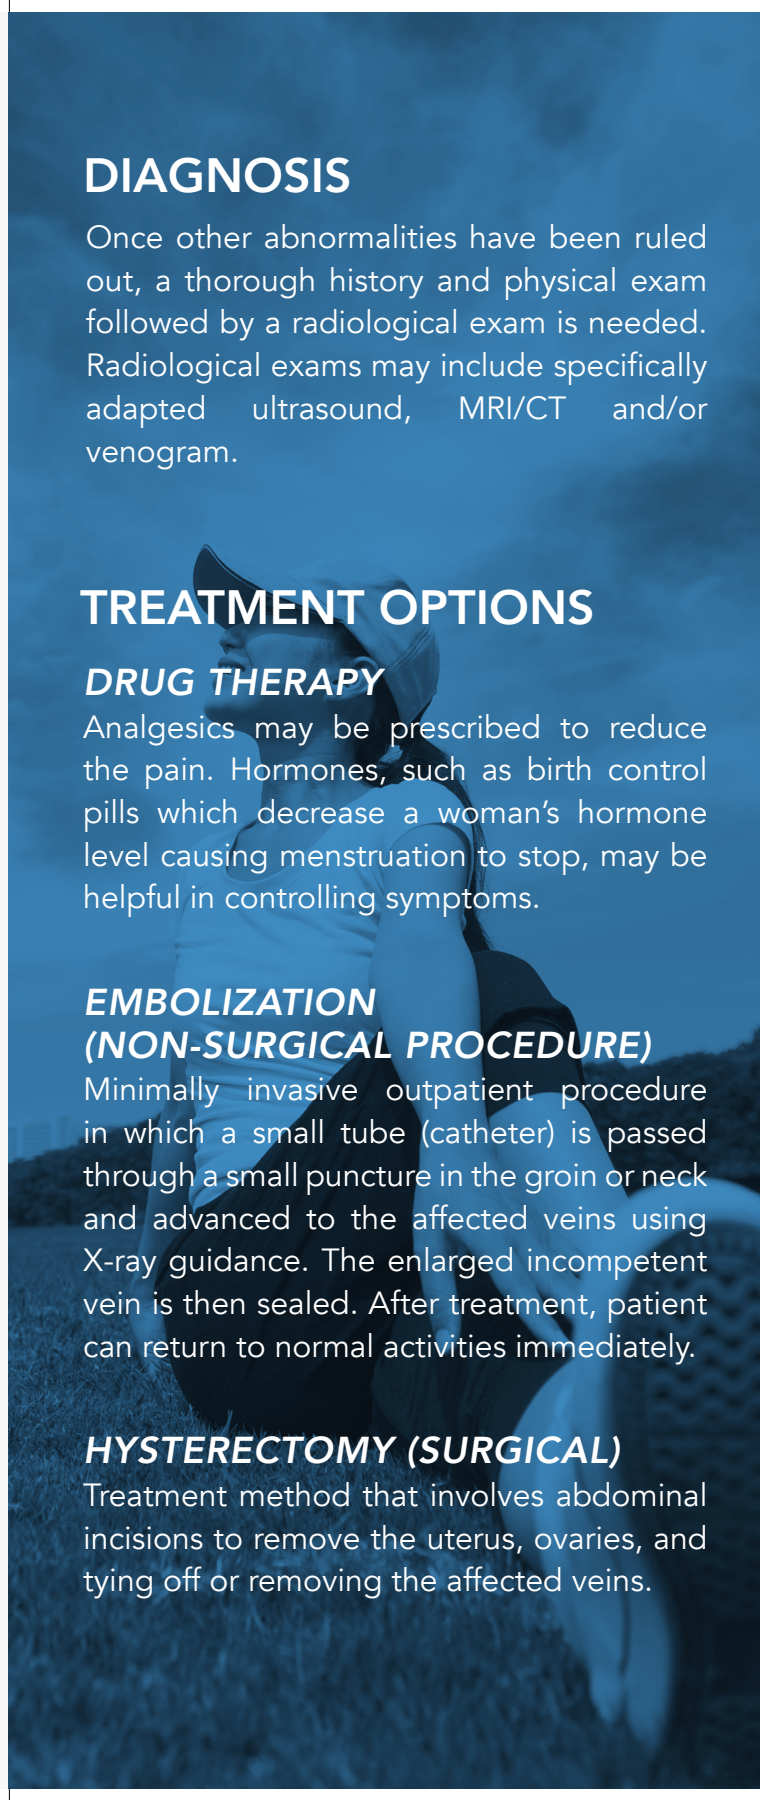 DIAGNOSIS
Once other abnormalities have been ruled
out, a thorough history and physical exam
followed by a radiological exam is needed.
Radiological exams may include specifically
adapted ultrasound, MRI/CT and/or
venogram.
TREATMENT OPTIONS
DRUG THERAPY
Analgesics may be prescribed to reduce
the pain. Hormones, such as birth control
pills which decrease a woman’s hormone
level causing menstruation to stop, may be
helpful in controlling symptoms.
EMBOLIZATION
(NON-SURGICAL PROCEDURE)
Minimally invasive outpatient procedure
in which a small tube (catheter) is passed
through a small puncture in the groin or neck
and advanced to the affected veins using
X-ray guidance. The enlarged incompetent
vein is then sealed. After treatment, patient
can return to normal activities immediately.
HYSTERECTOMY (SURGICAL)
Treatment method that involves abdominal
incisions to remove the uterus, ovaries, and
tying off or removing the affected veins.